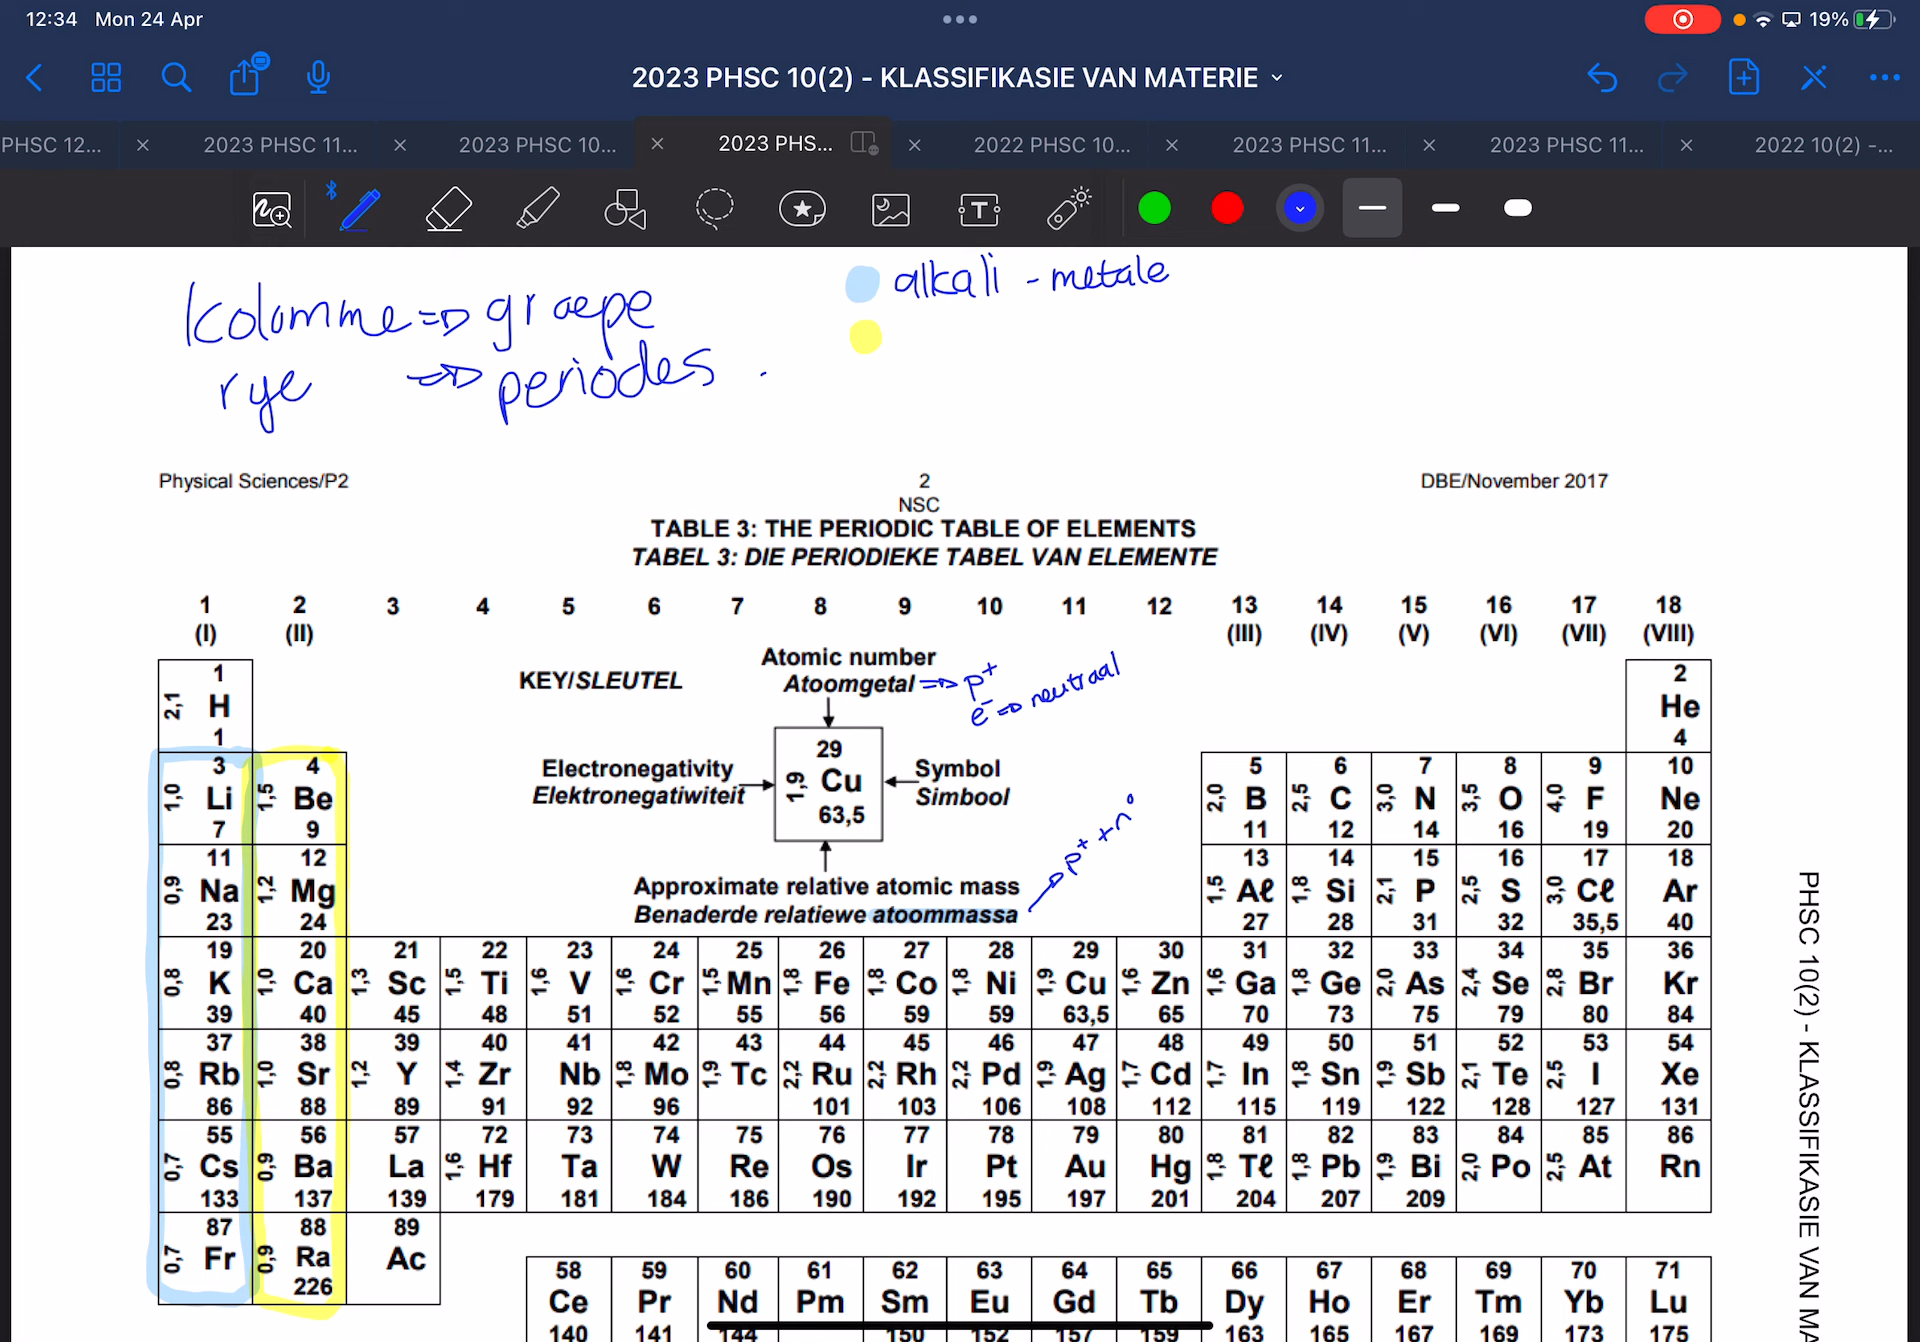 12:34 Mon 24 Apr
19%
2023 PHSC 10(2) - KLASSIFIKASIE VAN MATERIE
PHSC 12... 2023 PHSC 11... 2023 PHSC 10... 2023 PHS... 2022 PHSC 10... 2023 PHSC 11... 2023 PHSC 11... 2022 10(2) -...
alkali - metale
Kolomme => groepe
rye => periodes .
Physical Sciences/P2 2 DBE/November 2017
NSC
TABLE 3: THE PERIODIC TABLE OF ELEMENTS
TABEL 3: DIE PERIODIEKE TABEL VAN ELEMENTE
1 2 3 4 5 6 7 8 9 10 11 12 13 14 15 16 17 18
(I) (II) (III) (IV) (V) (VI) (VII) (VIII)
KEY/SLEUTEL
Atomic number
Atoomgetal => p⁺
e⁻ => neutraal
29
1,9 Cu
63,5
Electronegativity
Elektronegatiwiteit
Symbol
Simbool
Approximate relative atomic mass
Benaderde relatiewe atoommassa
p⁺ + n⁰
1 2
2,1 H He
1 4
3 4 5 6 7 8 9 10
1,0 Li 1,5 Be 2,0 B 2,5 C 3,0 N 3,5 O 4,0 F Ne
7 9 11 12 14 16 19 20
11 12 13 14 15 16 17 18
0,9 Na 1,2 Mg 1,5 Aℓ 1,8 Si 2,1 P 2,5 S 3,0 Cℓ Ar
23 24 27 28 31 32 35,5 40
19 20 21 22 23 24 25 26 27 28 29 30 31 32 33 34 35 36
0,8 K 1,0 Ca 1,3 Sc 1,5 Ti 1,6 V 1,6 Cr 1,5 Mn 1,8 Fe 1,8 Co 1,8 Ni 1,9 Cu 1,6 Zn 1,6 Ga 1,8 Ge 2,0 As 2,4 Se 2,8 Br Kr
39 40 45 48 51 52 55 56 59 59 63,5 65 70 73 75 79 80 84
37 38 39 40 41 42 43 44 45 46 47 48 49 50 51 52 53 54
0,8 Rb 1,0 Sr 1,2 Y 1,4 Zr Nb 1,8 Mo 1,9 Tc 2,2 Ru 2,2 Rh 2,2 Pd 1,9 Ag 1,7 Cd 1,7 In 1,8 Sn 1,9 Sb 2,1 Te 2,5 I Xe
86 88 89 91 92 96 101 103 106 108 112 115 119 122 128 127 131
55 56 57 72 73 74 75 76 77 78 79 80 81 82 83 84 85 86
0,7 Cs 0,9 Ba La 1,6 Hf Ta W Re Os Ir Pt Au Hg 1,8 Tℓ 1,8 Pb 1,9 Bi 2,0 Po 2,5 At Rn
133 137 139 179 181 184 186 190 192 195 197 201 204 207 209
87 88 89
0,7 Fr 0,9 Ra Ac
226
58 59 60 61 62 63 64 65 66 67 68 69 70 71
Ce Pr Nd Pm Sm Eu Gd Tb Dy Ho Er Tm Yb Lu
140 141 144 150 152 157 159 163 165 167 169 173 175
PHSC 10(2) - KLASSIFIKASIE VAN MA